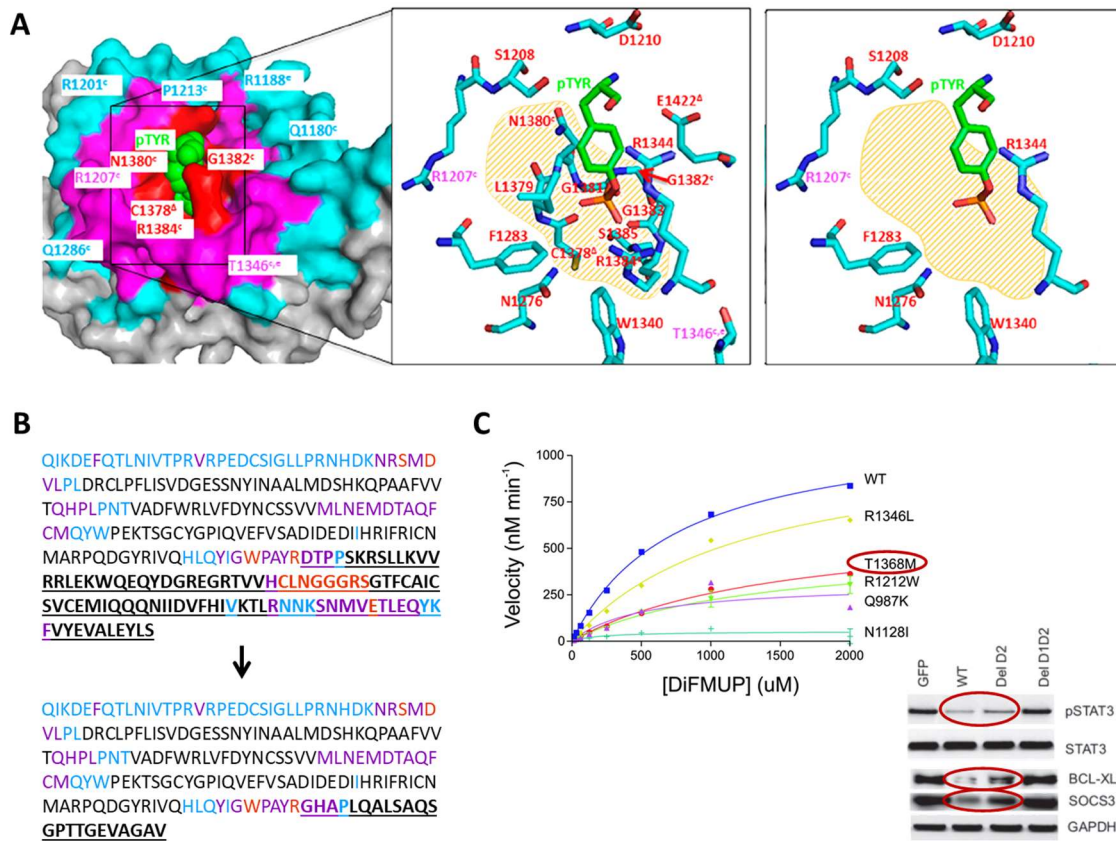 A
R1201ᶜ
P1213ᶜ
R1188ᵉ
pTYR
Q1180ᶜ
N1380ᶜ
G1382ᶜ
R1207ᶜ
C1378Δ
R1384ᶜ
Q1286ᶜ
T1346ᶜ,ᵉ
D1210
S1208
pTYR
E1422Δ
N1380ᶜ
R1344
R1207ᶜ
L1379
G1381
G1382ᶜ
G1383
S1385
F1283
C1378Δ
R1384ᶜ
N1276
W1340
T1346ᶜ,ᵉ
D1210
S1208
pTYR
R1344
R1207ᶜ
F1283
N1276
W1340
B
QIKDEFQTLNIVTPRVRPEDCSIGLLPRNHDKNRSMD
VLPLDRCLPFLISVDGESSNYINAALMDSHKQPAAFVV
TQHPLPNTVADFWRLVFDYNCSSVVMLNEMDTAQF
CMQYWPEKTSGCYGPIQVEFVSADIDEDIIHRIFRICN
MARPQDGYRIVQHLQYIGWPAYRDTPPSKRSLLKVV
RRLEKWQEQYDGREGRTVVHCLNGGGRSGTFCAIC
SVCEMIQQQNIIDVFHIVKTLRNNKSNMVETLEQYK
FVYEVALEYLS
QIKDEFQTLNIVTPRVRPEDCSIGLLPRNHDKNRSMD
VLPLDRCLPFLISVDGESSNYINAALMDSHKQPAAFVV
TQHPLPNTVADFWRLVFDYNCSSVVMLNEMDTAQF
CMQYWPEKTSGCYGPIQVEFVSADIDEDIIHRIFRICN
MARPQDGYRIVQHLQYIGWPAYRGHAPLQALSAQS
GPTTGEVAGAV
C
Velocity (nM min⁻¹)
1000
750
500
250
0
0
500
1000
1500
2000
[DiFMUP] (uM)
WT
R1346L
T1368M
R1212W
Q987K
N1128I
GFP
WT
Del D2
Del D1D2
pSTAT3
STAT3
BCL-XL
SOCS3
GAPDH